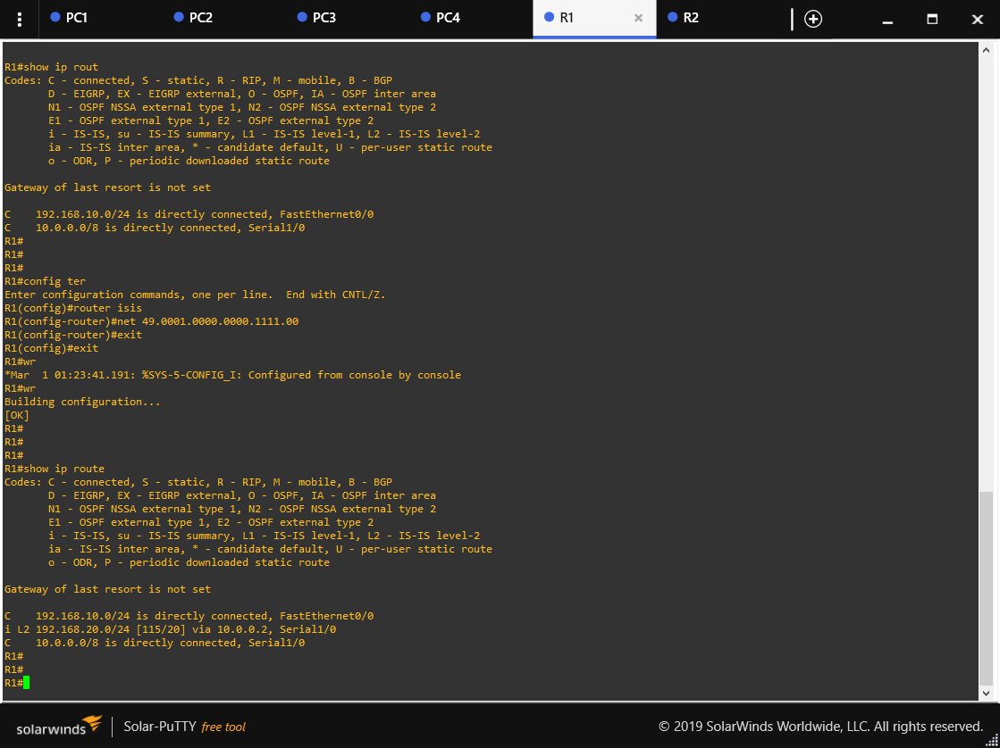 PC1 PC2 PC3 PC4 R1 R2
R1#show ip rout
Codes: C - connected, S - static, R - RIP, M - mobile, B - BGP
       D - EIGRP, EX - EIGRP external, O - OSPF, IA - OSPF inter area
       N1 - OSPF NSSA external type 1, N2 - OSPF NSSA external type 2
       E1 - OSPF external type 1, E2 - OSPF external type 2
       i - IS-IS, su - IS-IS summary, L1 - IS-IS level-1, L2 - IS-IS level-2
       ia - IS-IS inter area, * - candidate default, U - per-user static route
       o - ODR, P - periodic downloaded static route
Gateway of last resort is not set
C    192.168.10.0/24 is directly connected, FastEthernet0/0
C    10.0.0.0/8 is directly connected, Serial1/0
R1#
R1#
R1#
R1#config ter
Enter configuration commands, one per line.  End with CNTL/Z.
R1(config)#router isis
R1(config-router)#net 49.0001.0000.0000.1111.00
R1(config-router)#exit
R1(config)#exit
R1#wr
*Mar  1 01:23:41.191: %SYS-5-CONFIG_I: Configured from console by console
R1#wr
Building configuration...
[OK]
R1#
R1#
R1#
R1#show ip route
Codes: C - connected, S - static, R - RIP, M - mobile, B - BGP
       D - EIGRP, EX - EIGRP external, O - OSPF, IA - OSPF inter area
       N1 - OSPF NSSA external type 1, N2 - OSPF NSSA external type 2
       E1 - OSPF external type 1, E2 - OSPF external type 2
       i - IS-IS, su - IS-IS summary, L1 - IS-IS level-1, L2 - IS-IS level-2
       ia - IS-IS inter area, * - candidate default, U - per-user static route
       o - ODR, P - periodic downloaded static route
Gateway of last resort is not set
C    192.168.10.0/24 is directly connected, FastEthernet0/0
i L2 192.168.20.0/24 [115/20] via 10.0.0.2, Serial1/0
C    10.0.0.0/8 is directly connected, Serial1/0
R1#
R1#
R1#
solarwinds Solar-PuTTY free tool © 2019 SolarWinds Worldwide, LLC. All rights reserved.